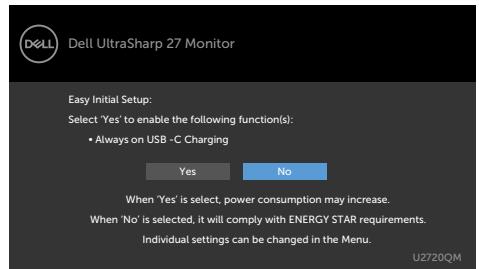 DELL Dell UltraSharp 27 Monitor
Easy Initial Setup:
Select 'Yes' to enable the following function(s):
• Always on USB -C Charging
Yes No
When 'Yes' is select, power consumption may increase.
When 'No' is selected, it will comply with ENERGY STAR requirements.
Individual settings can be changed in the Menu.
U2720QM